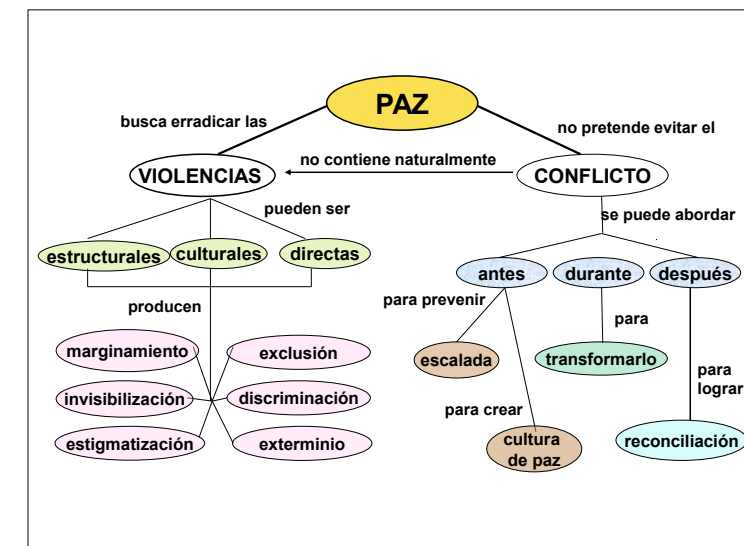 PAZ
busca erradicar las
no pretende evitar el
no contiene naturalmente
VIOLENCIAS
CONFLICTO
pueden ser
se puede abordar
estructurales
culturales
directas
antes
durante
después
producen
para prevenir
para
marginamiento
exclusión
escalada
transformarlo
para
lograr
invisibilización
discriminación
para crear
estigmatización
exterminio
cultura
de paz
reconciliación